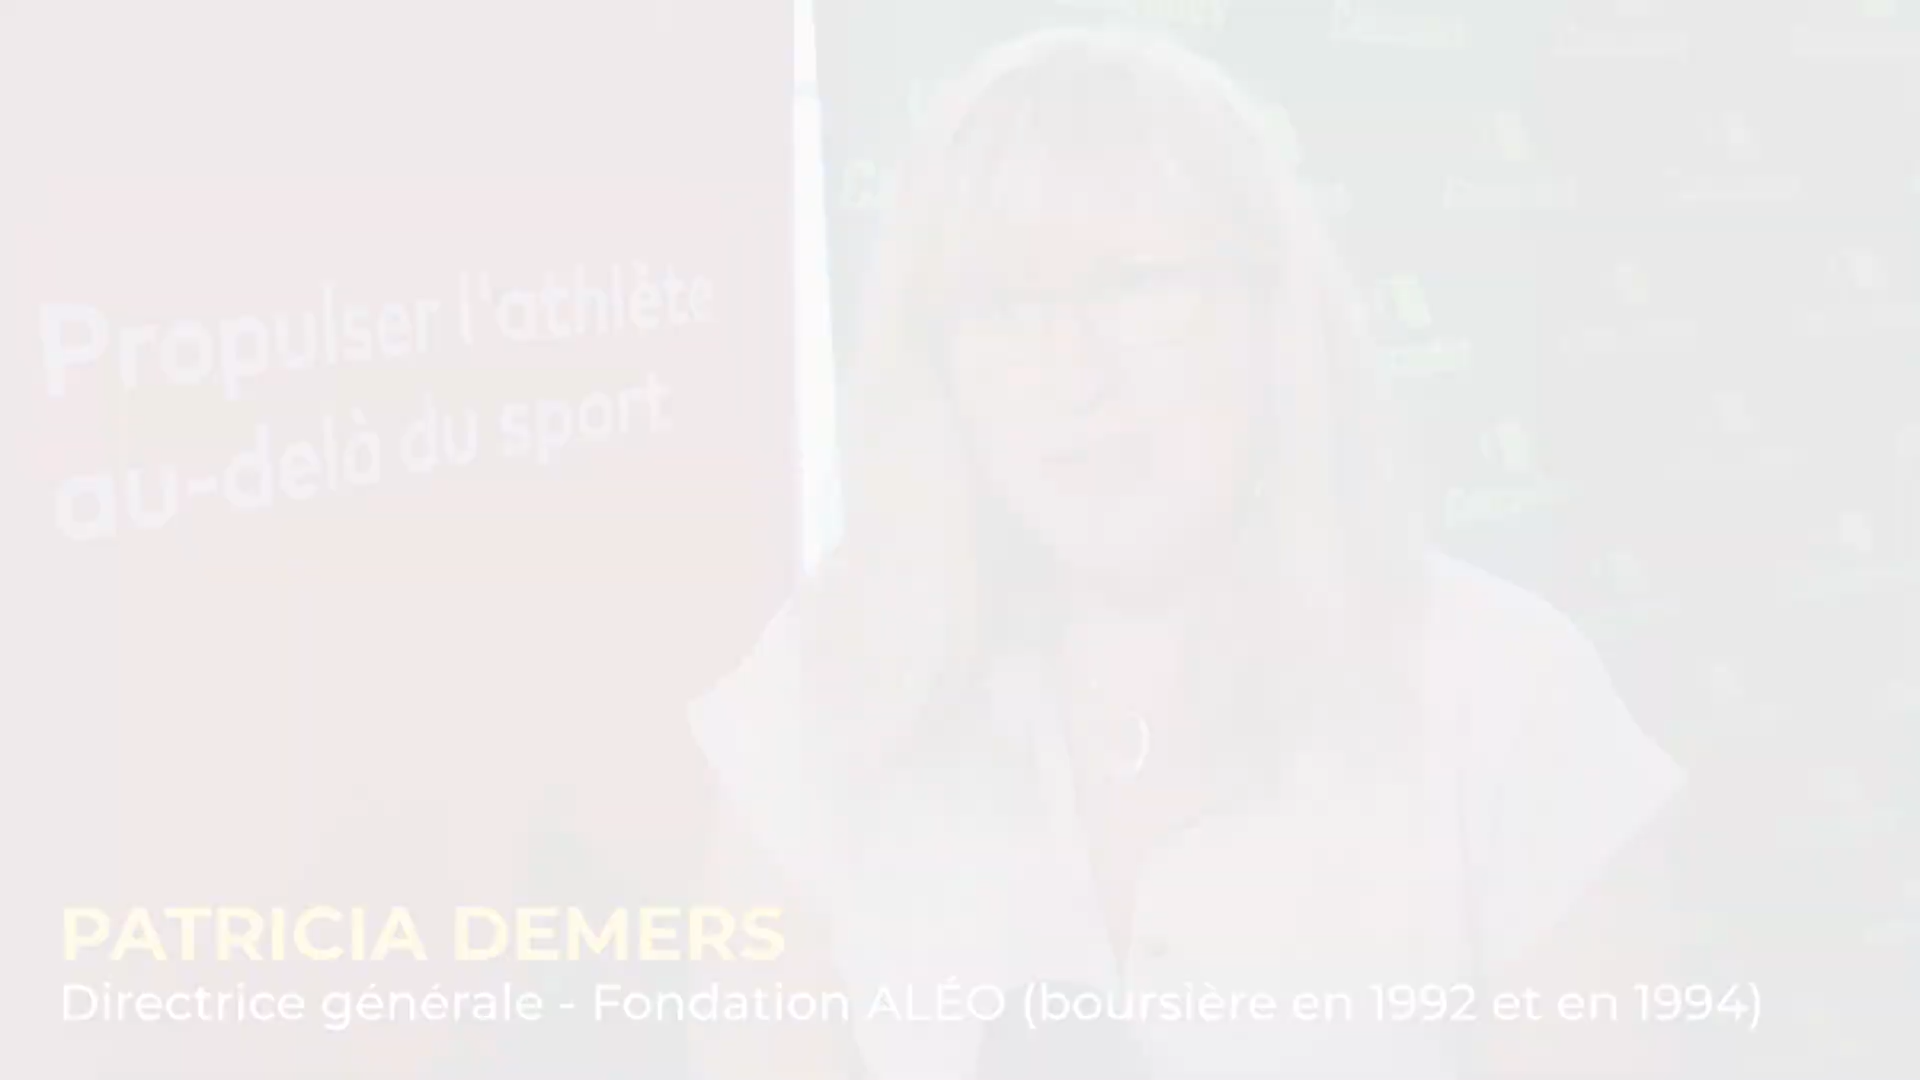 Propulser l'athlète
au-delà du sport
PATRICIA DEMERS
Directrice générale - Fondation ALÉO (boursière en 1992 et en 1994)